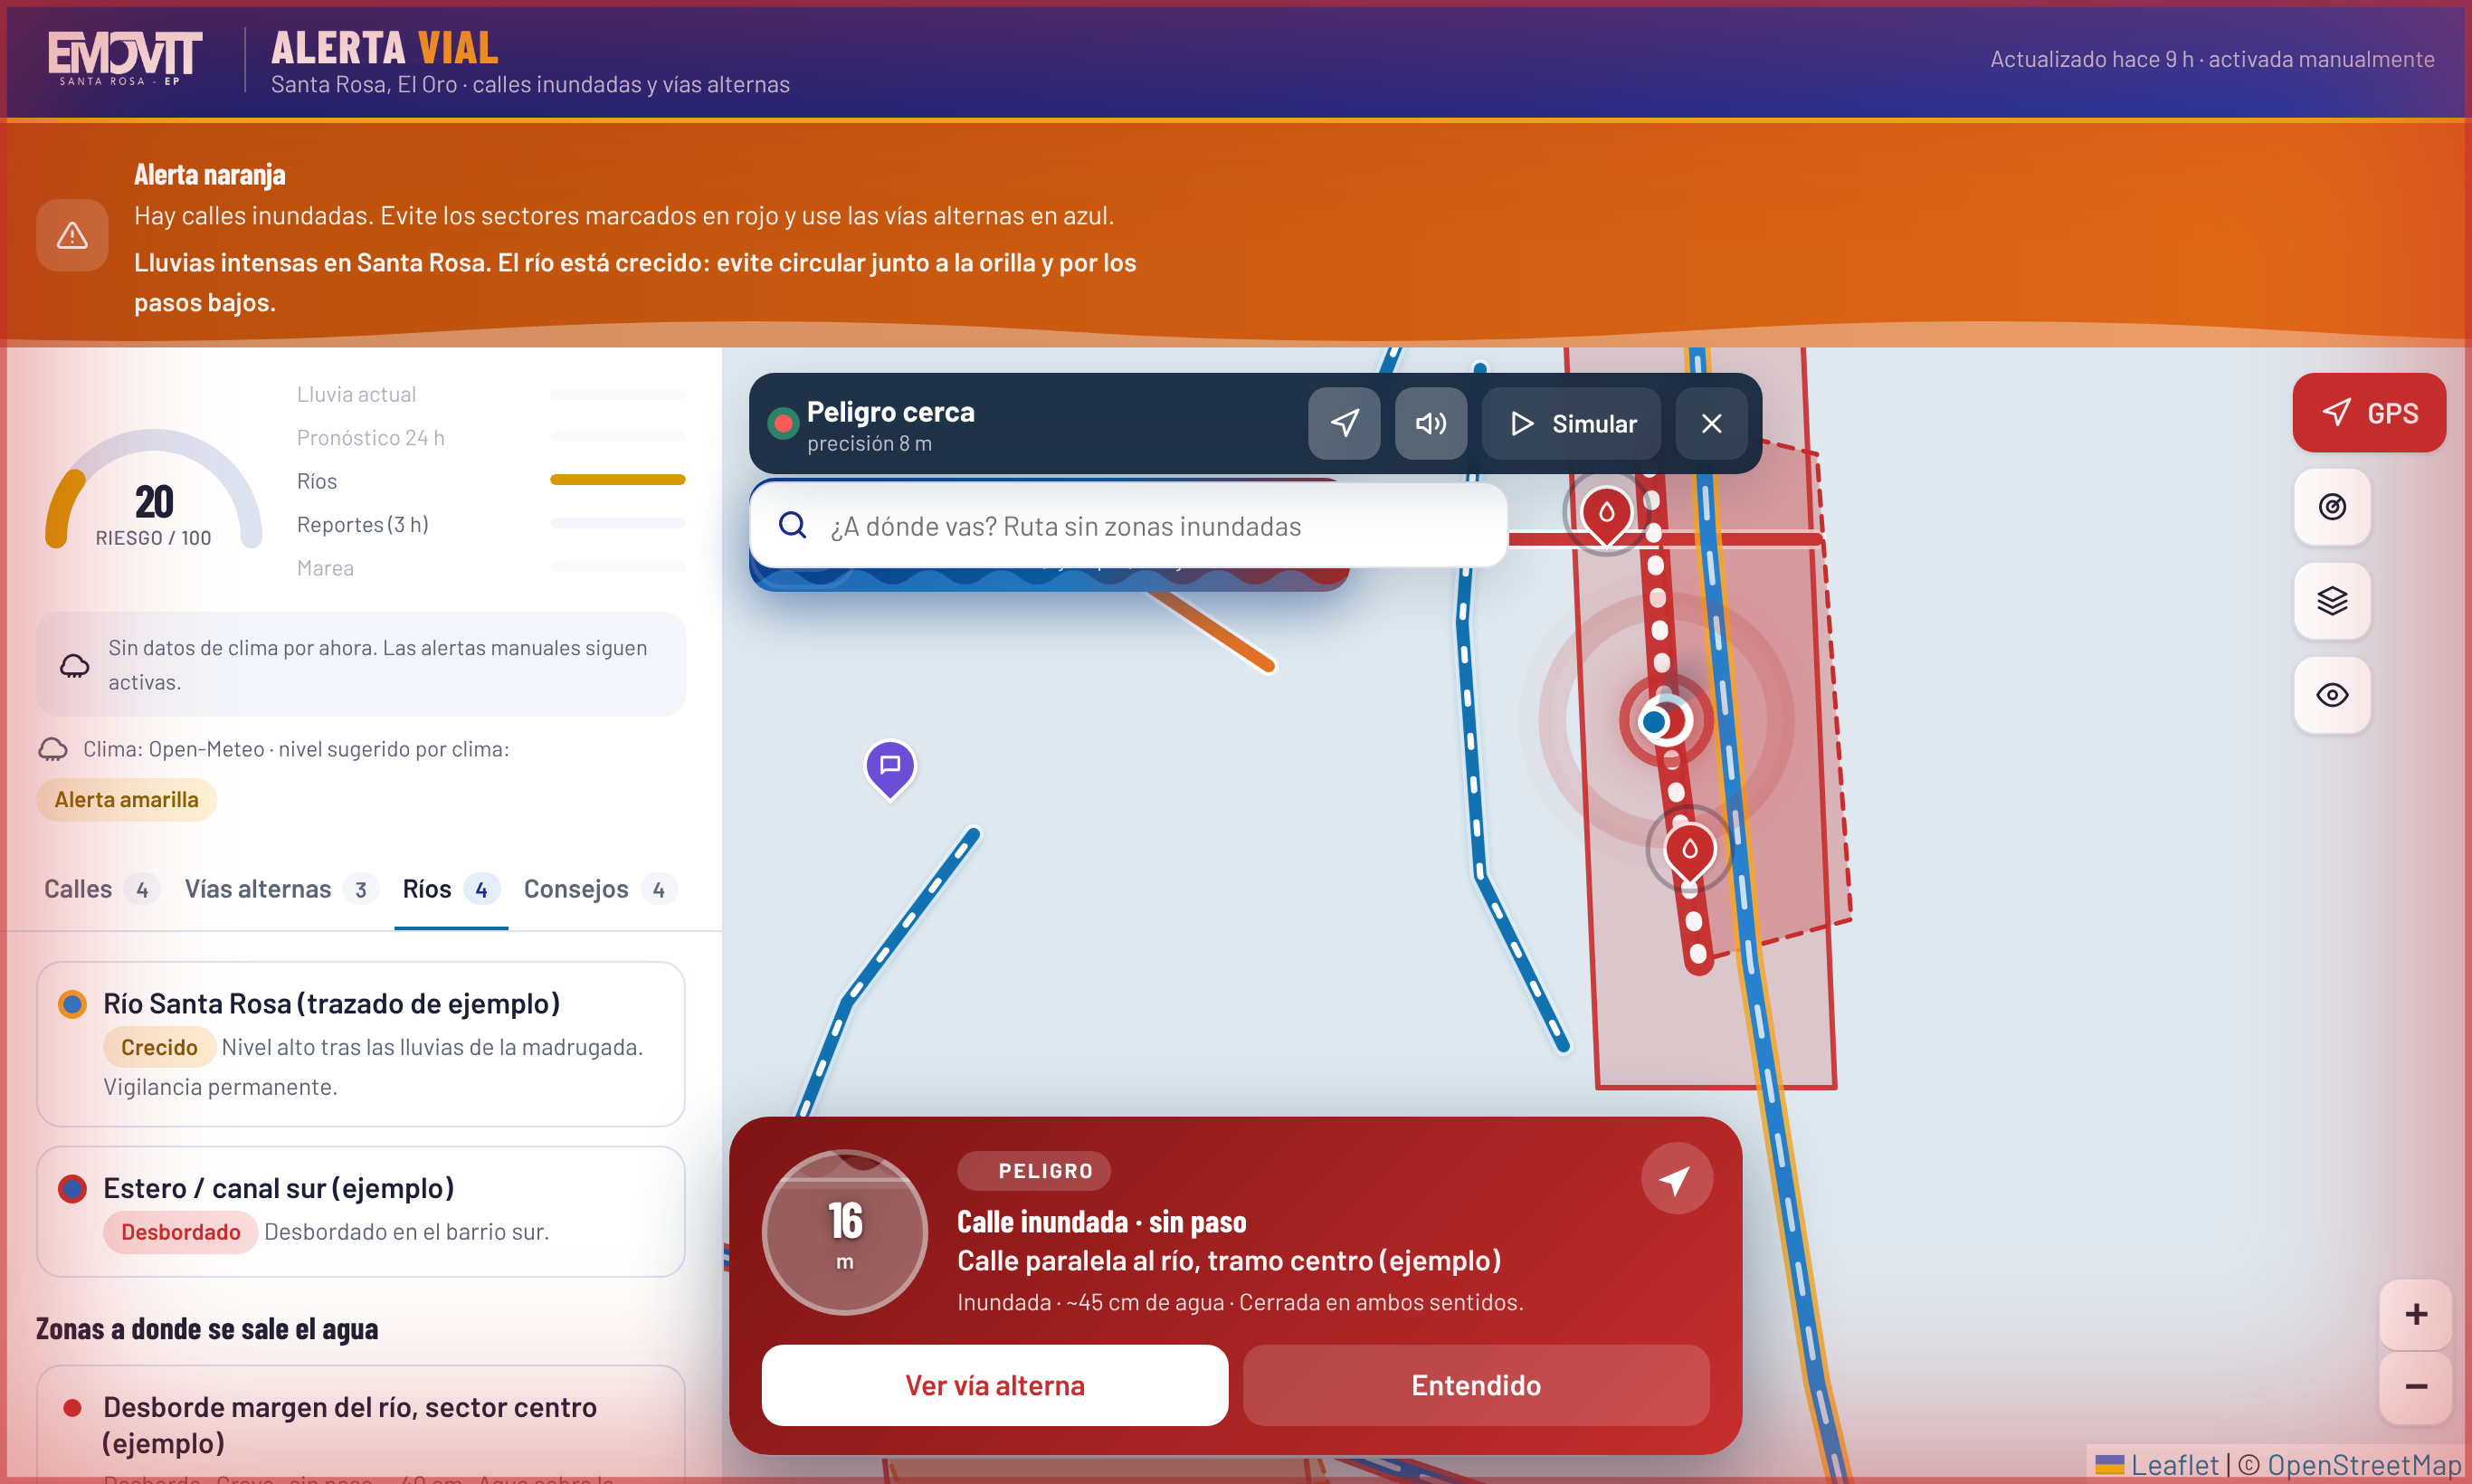 EMOVTT
SANTA ROSA · EP
ALERTA VIAL
Santa Rosa, El Oro · calles inundadas y vías alternas
Actualizado hace 9 h · activada manualmente
Alerta naranja
Hay calles inundadas. Evite los sectores marcados en rojo y use las vías alternas en azul.
Lluvias intensas en Santa Rosa. El río está crecido: evite circular junto a la orilla y por los
pasos bajos.
20
RIESGO / 100
Lluvia actual
Pronóstico 24 h
Ríos
Reportes (3 h)
Marea
Sin datos de clima por ahora. Las alertas manuales siguen
activas.
Clima: Open-Meteo · nivel sugerido por clima:
Alerta amarilla
Calles 4 Vías alternas 3 Ríos 4 Consejos 4
Río Santa Rosa (trazado de ejemplo)
Crecido Nivel alto tras las lluvias de la madrugada.
Vigilancia permanente.
Estero / canal sur (ejemplo)
Desbordado Desbordado en el barrio sur.
Zonas a donde se sale el agua
Desborde margen del río, sector centro
(ejemplo)
Peligro cerca
precisión 8 m
Simular
¿A dónde vas? Ruta sin zonas inundadas
GPS
16
m
PELIGRO
Calle inundada · sin paso
Calle paralela al río, tramo centro (ejemplo)
Inundada · ~45 cm de agua · Cerrada en ambos sentidos.
Ver vía alterna
Entendido
+
−
Leaflet | © OpenStreetMap